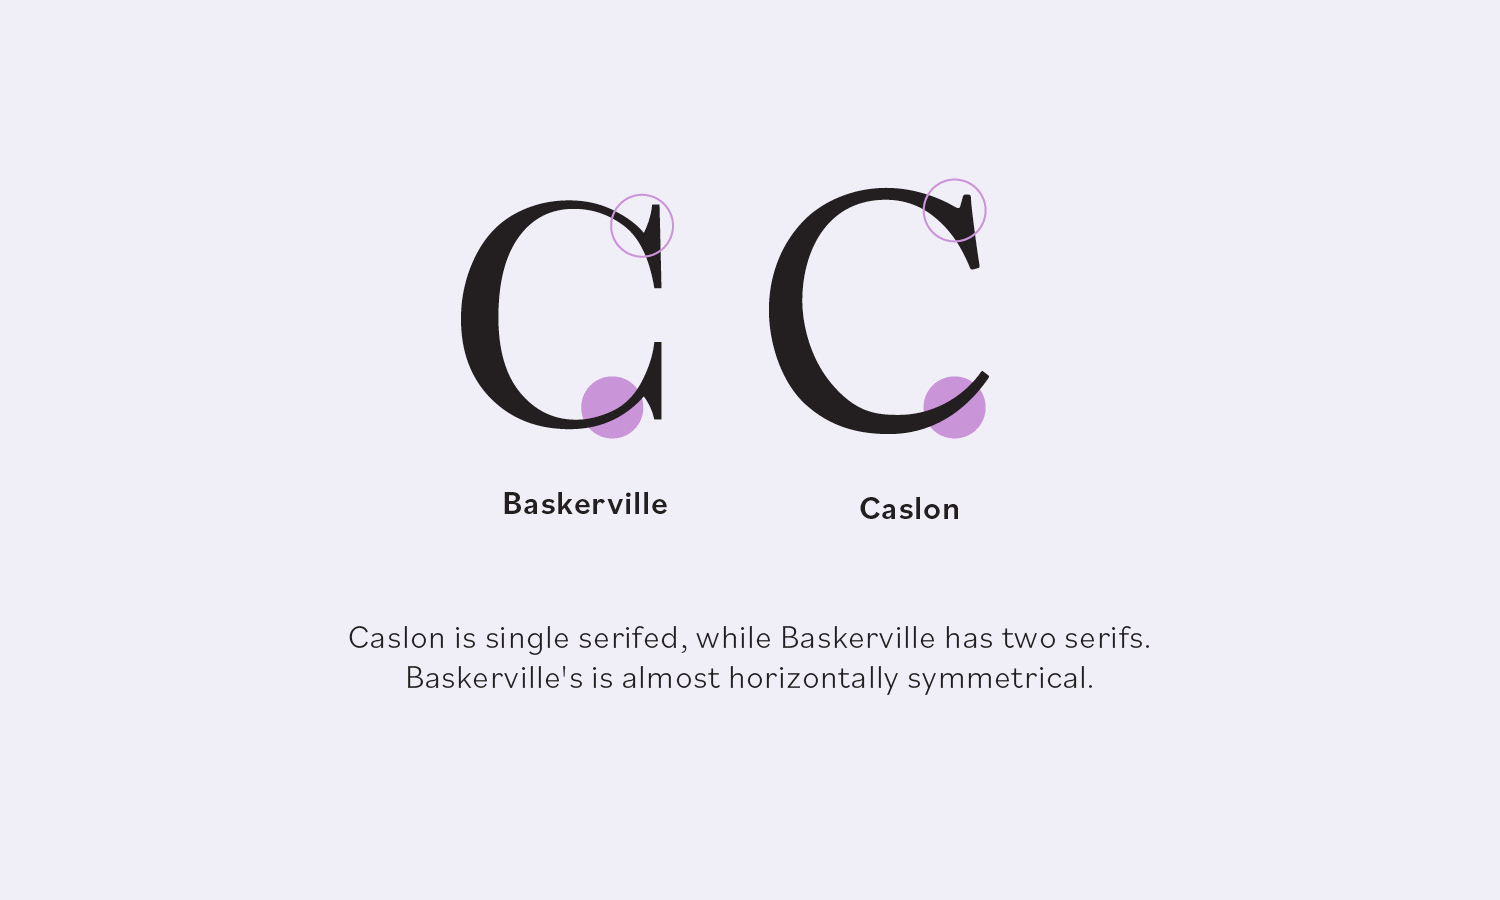 C C
Baskerville Caslon
Caslon is single serifed, while Baskerville has two serifs.
Baskerville's is almost horizontally symmetrical.